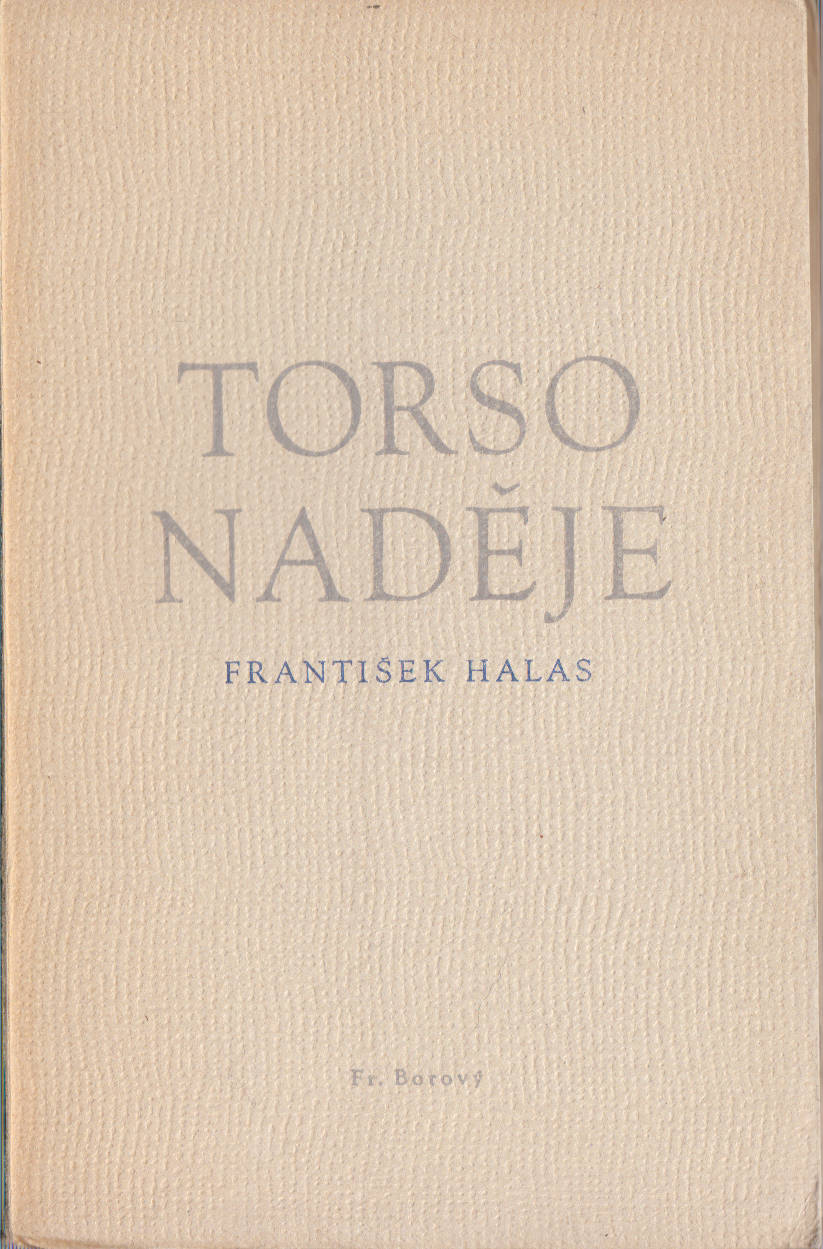 TORSO
NADĚJE
FRANTIŠEK HALAS
Fr. Borový